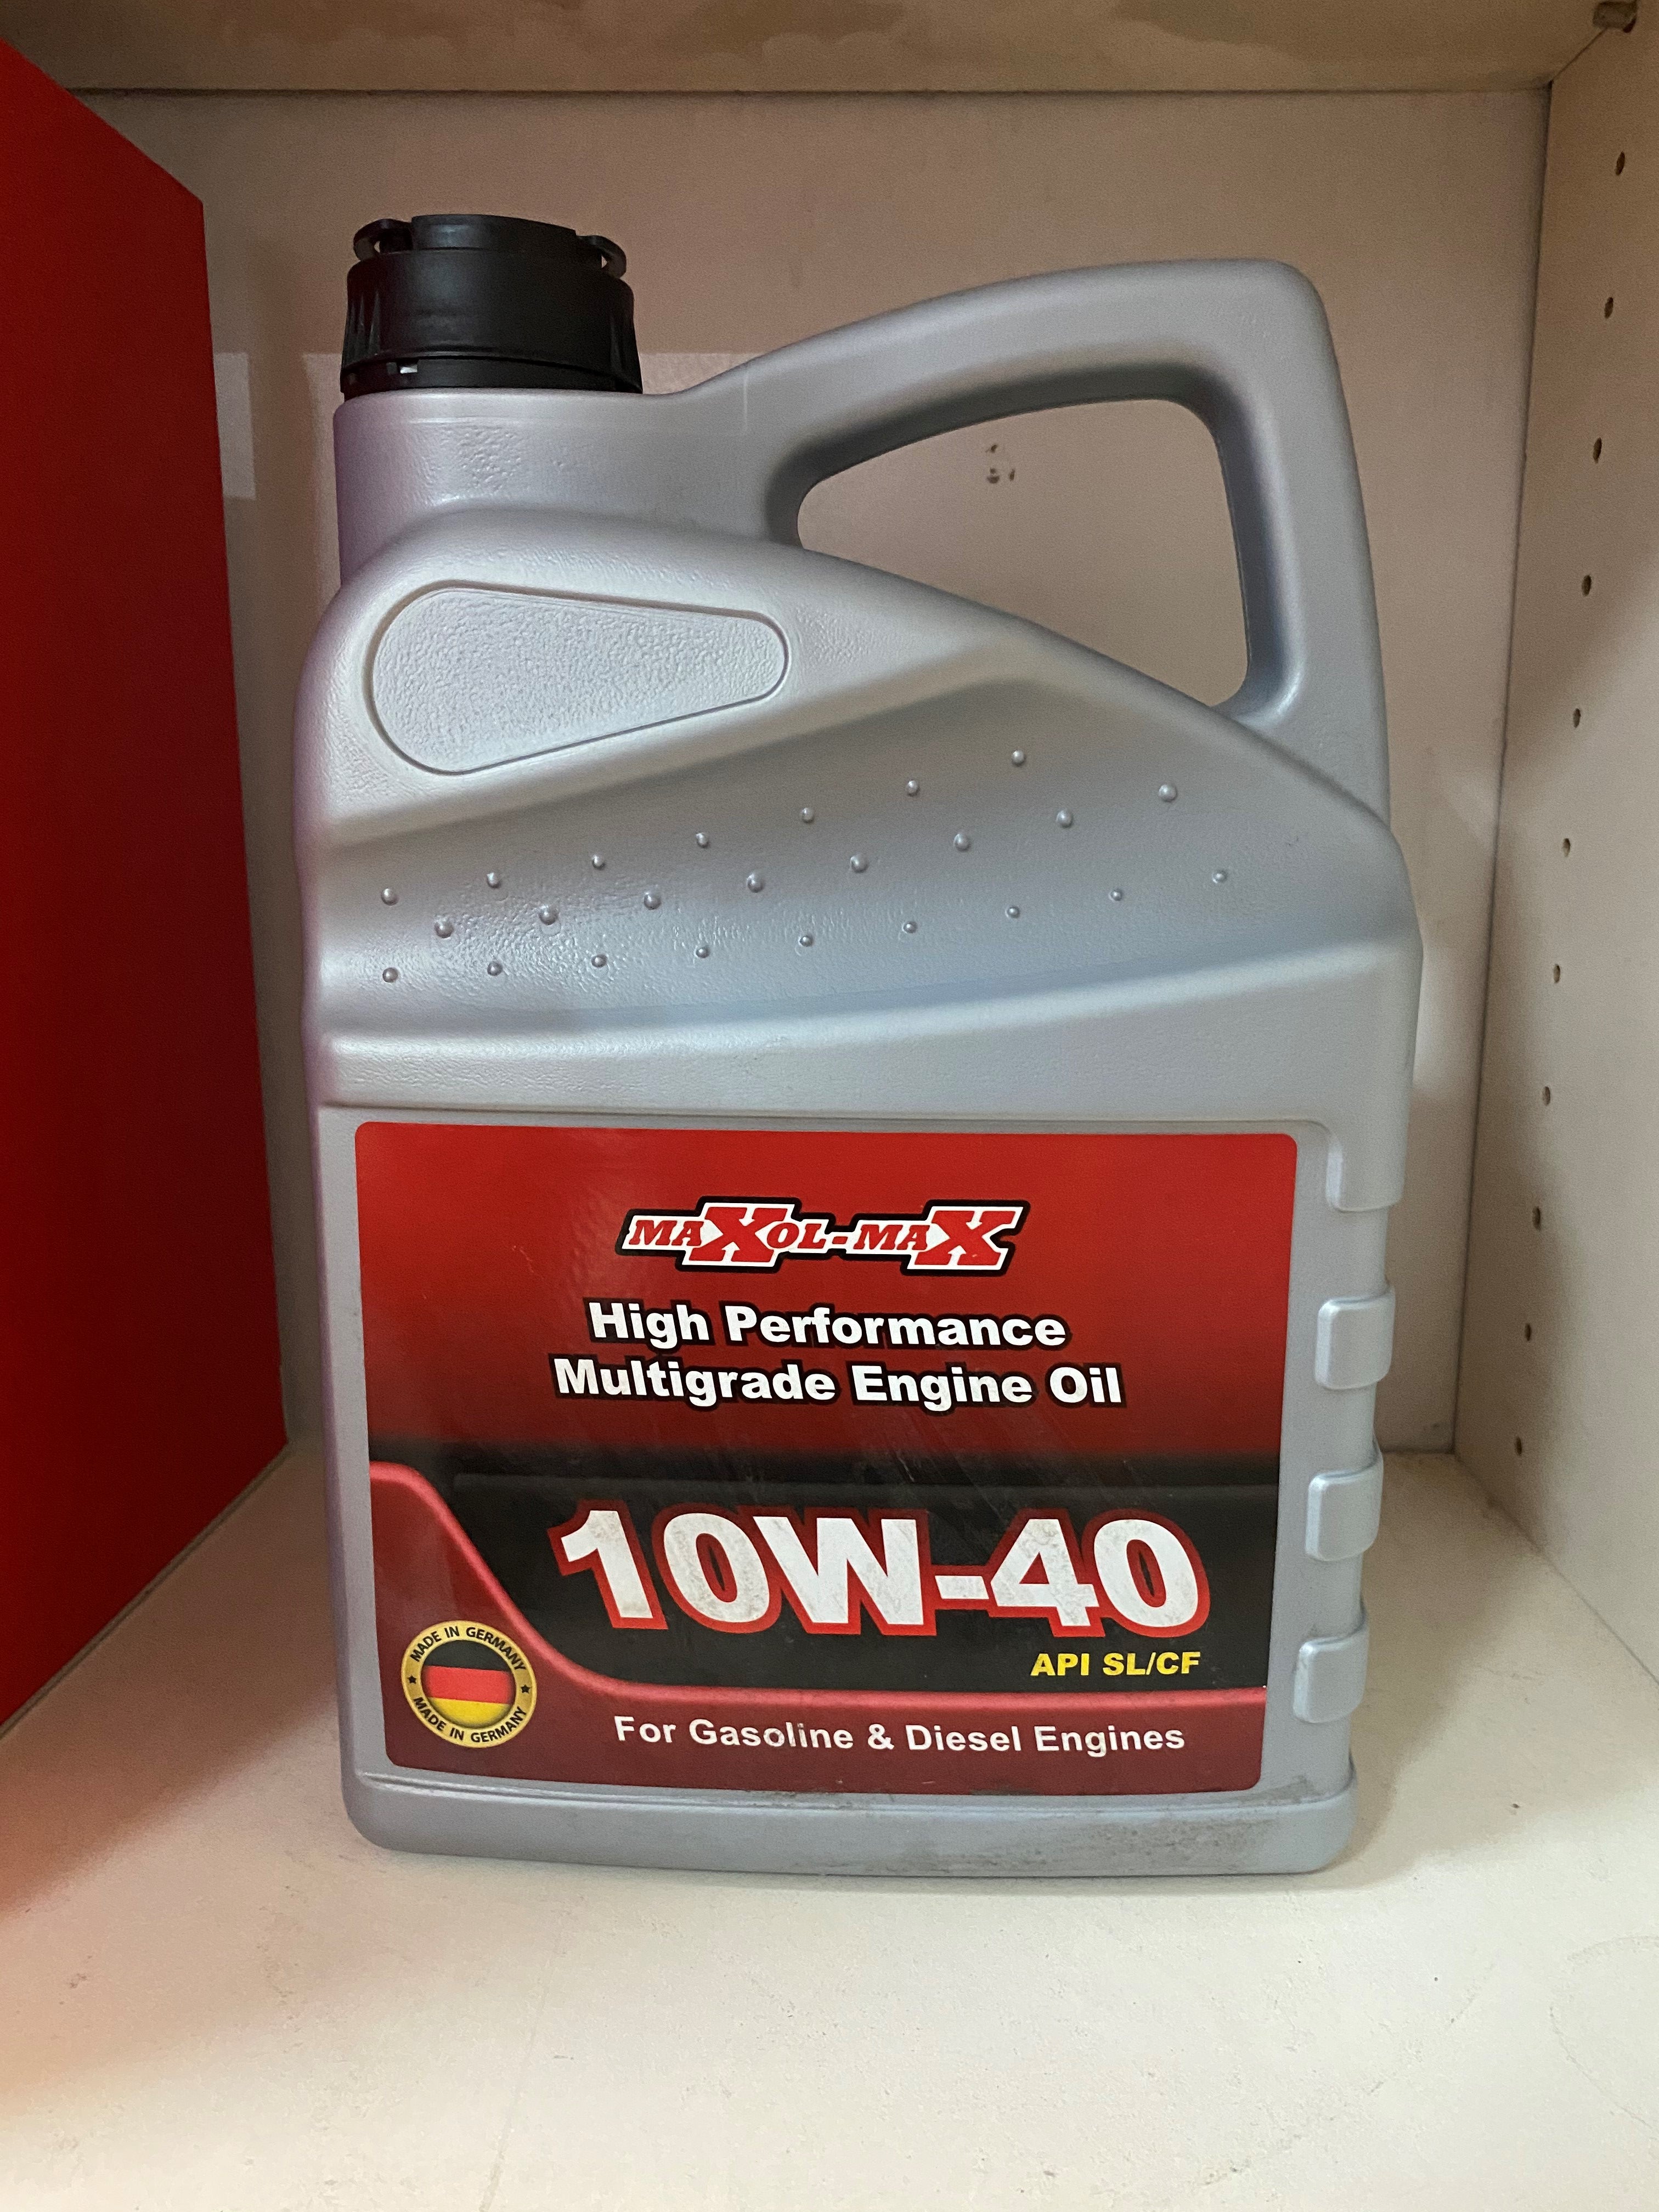 MAXOL-MAX
High Performance
Multigrade Engine Oil
10W-40
API SL/CF
MADE IN GERMANY
MADE IN GERMANY
For Gasoline & Diesel Engines